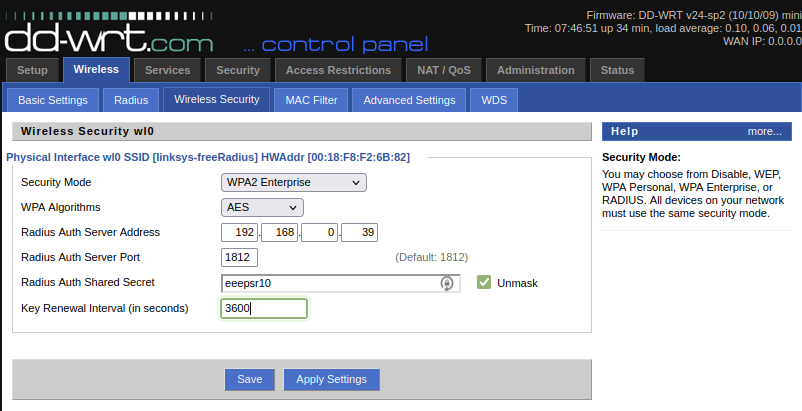 Firmware: DD-WRT v24-sp2 (10/10/09) mini
Time: 07:46:51 up 34 min, load average: 0.10, 0.06, 0.01
WAN IP: 0.0.0.0
dd-wrt.com ... control panel
Setup Wireless Services Security Access Restrictions NAT / QoS Administration Status
Basic Settings Radius Wireless Security MAC Filter Advanced Settings WDS
Wireless Security wl0
Physical Interface wl0 SSID [linksys-freeRadius] HWAddr [00:18:F8:F2:6B:82]
Security Mode WPA2 Enterprise
WPA Algorithms AES
Radius Auth Server Address 192.168.0.39
Radius Auth Server Port 1812 (Default: 1812)
Radius Auth Shared Secret eeepsr10 Unmask
Key Renewal Interval (in seconds) 3600
Save Apply Settings
Help more...
Security Mode:
You may choose from Disable, WEP,
WPA Personal, WPA Enterprise, or
RADIUS. All devices on your network
must use the same security mode.